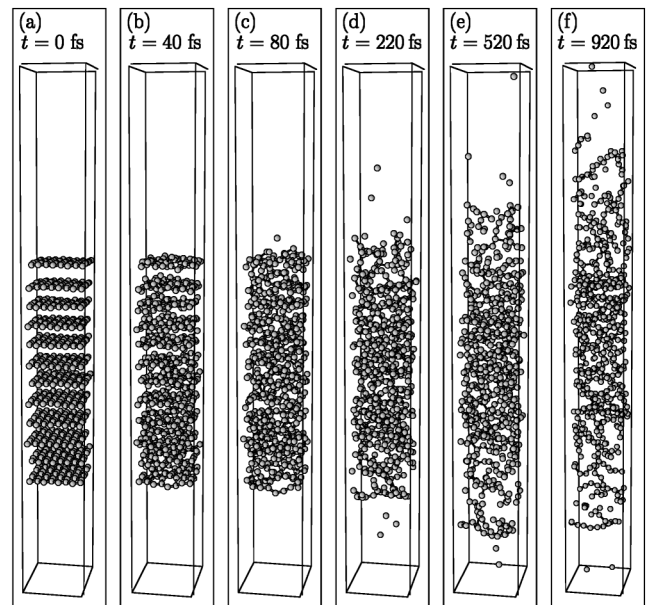 (a)
t = 0 fs
(b)
t = 40 fs
(c)
t = 80 fs
(d)
t = 220 fs
(e)
t = 520 fs
(f)
t = 920 fs